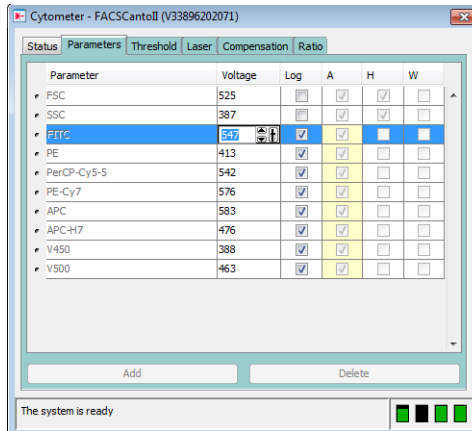 Cytometer - FACSCantoII (V33896202071)
Status Parameters Threshold Laser Compensation Ratio
Parameter Voltage Log A H W
FSC 525
SSC 387
FITC 547
PE 413
PerCP-Cy5-5 542
PE-Cy7 576
APC 583
APC-H7 476
V450 388
V500 463
Add Delete
The system is ready